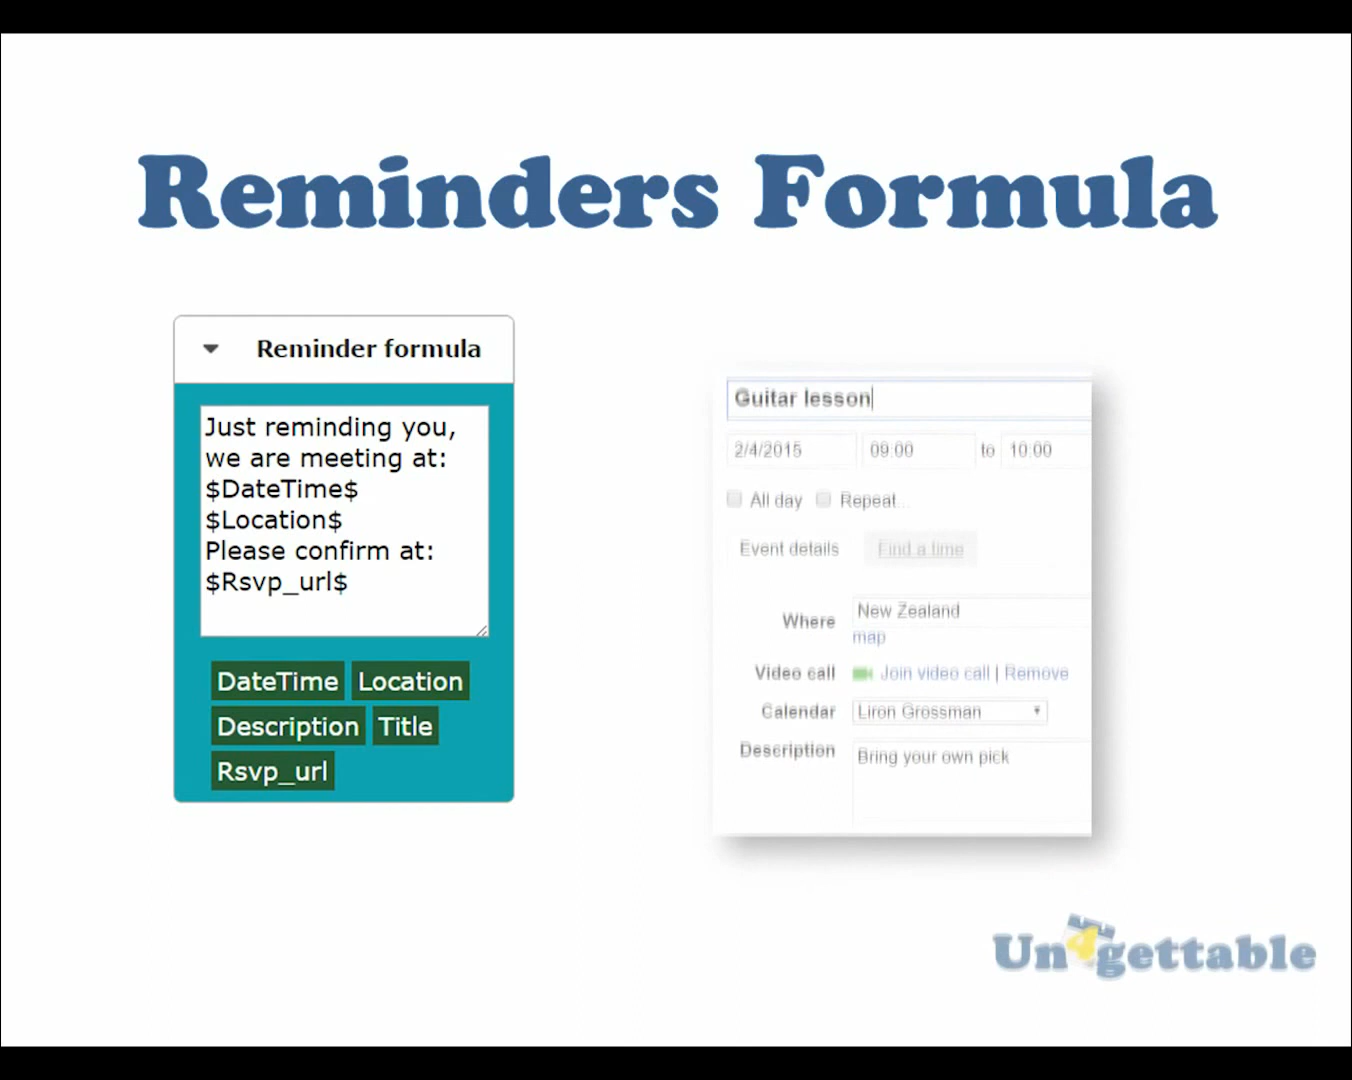 Reminders Formula
Reminder formula
Just reminding you,
we are meeting at:
$DateTime$
$Location$
Please confirm at:
$Rsvp_url$
DateTime Location
Description Title
Rsvp_url
Guitar lesson
2/4/2015 09:00 to 10:00
All day Repeat...
Event details Find a time
Where New Zealand
map
Video call Join video call | Remove
Calendar Liron Grossman
Description Bring your own pick
Un4gettable